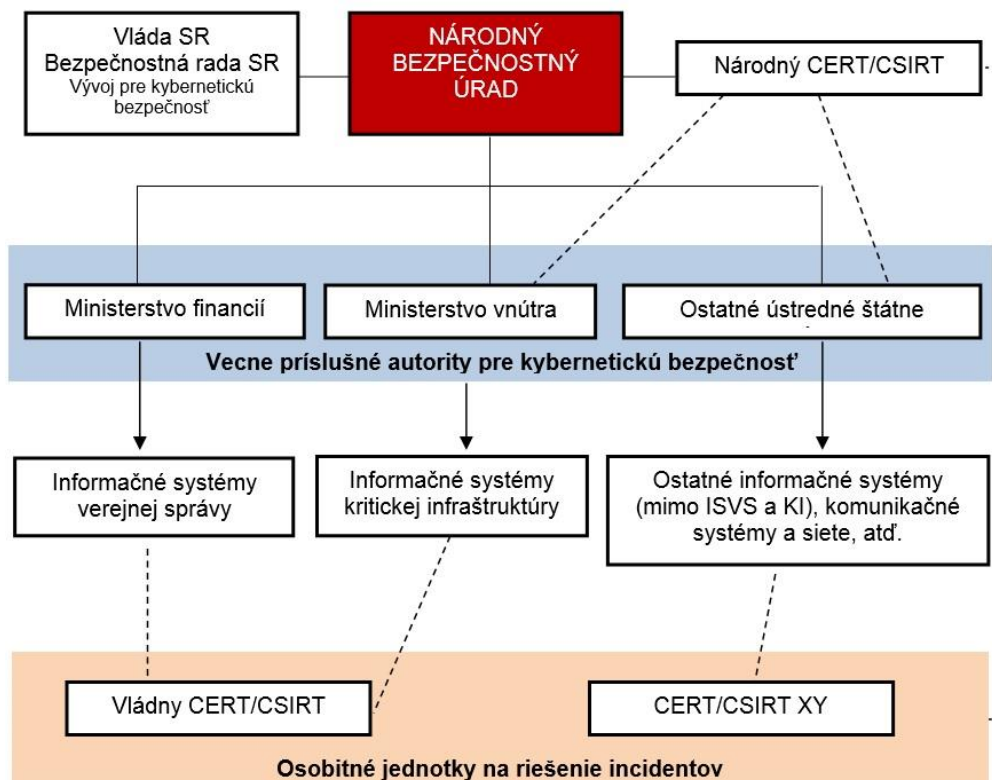 Vláda SR
Bezpečnostná rada SR
Vývoj pre kybernetickú
bezpečnosť
NÁRODNÝ
BEZPEČNOSTNÝ
ÚRAD
Národný CERT/CSIRT
Ministerstvo financií
Ministerstvo vnútra
Ostatné ústredné štátne
Vecne príslušné autority pre kybernetickú bezpečnosť
Informačné systémy
verejnej správy
Informačné systémy
kritickej infraštruktúry
Ostatné informačné systémy
(mimo ISVS a KI), komunikačné
systémy a siete, atď.
Vládny CERT/CSIRT
CERT/CSIRT XY
Osobitné jednotky na riešenie incidentov